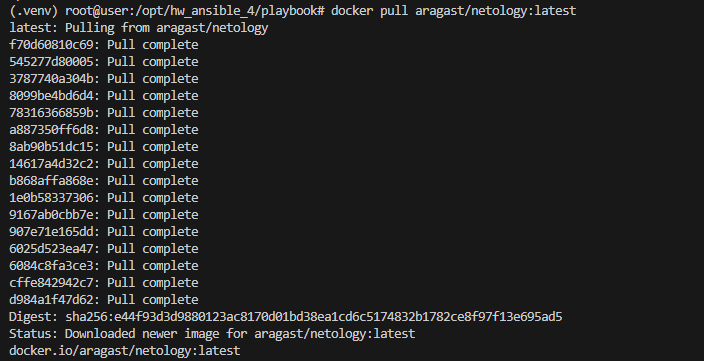 (.venv) root@user:/opt/hw_ansible_4/playbook# docker pull aragast/netology:latest
latest: Pulling from aragast/netology
f70d60810c69: Pull complete
545277d80005: Pull complete
3787740a304b: Pull complete
8099be4bd6d4: Pull complete
78316366859b: Pull complete
a887350ff6d8: Pull complete
8ab90b51dc15: Pull complete
14617a4d32c2: Pull complete
b868affa868e: Pull complete
1e0b58337306: Pull complete
9167ab0cbb7e: Pull complete
907e71e165dd: Pull complete
6025d523ea47: Pull complete
6084c8fa3ce3: Pull complete
cffe842942c7: Pull complete
d984a1f47d62: Pull complete
Digest: sha256:e44f93d3d9880123ac8170d01bd38ea1cd6c5174832b1782ce8f97f13e695ad5
Status: Downloaded newer image for aragast/netology:latest
docker.io/aragast/netology:latest